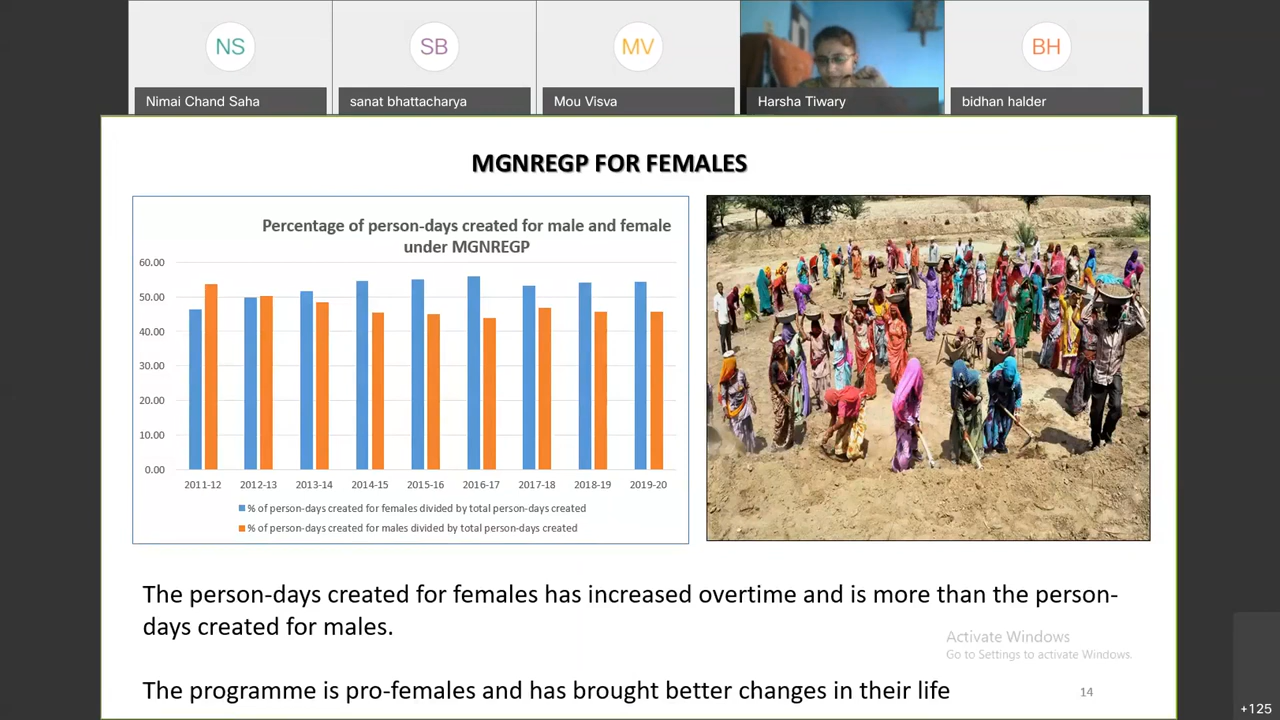 NS
SB
MV
BH
Nimai Chand Saha
sanat bhattacharya
Mou Visva
Harsha Tiwary
bidhan halder
MGNREGP FOR FEMALES
Percentage of person-days created for male and female
under MGNREGP
60.00
50.00
40.00
30.00
20.00
10.00
0.00
2011-12 2012-13 2013-14 2014-15 2015-16 2016-17 2017-18 2018-19 2019-20
% of person-days created for females divided by total person-days created
% of person-days created for males divided by total person-days created
The person-days created for females has increased overtime and is more than the person-
days created for males.
Activate Windows
Go to Settings to activate Windows.
The programme is pro-females and has brought better changes in their life
14
+125